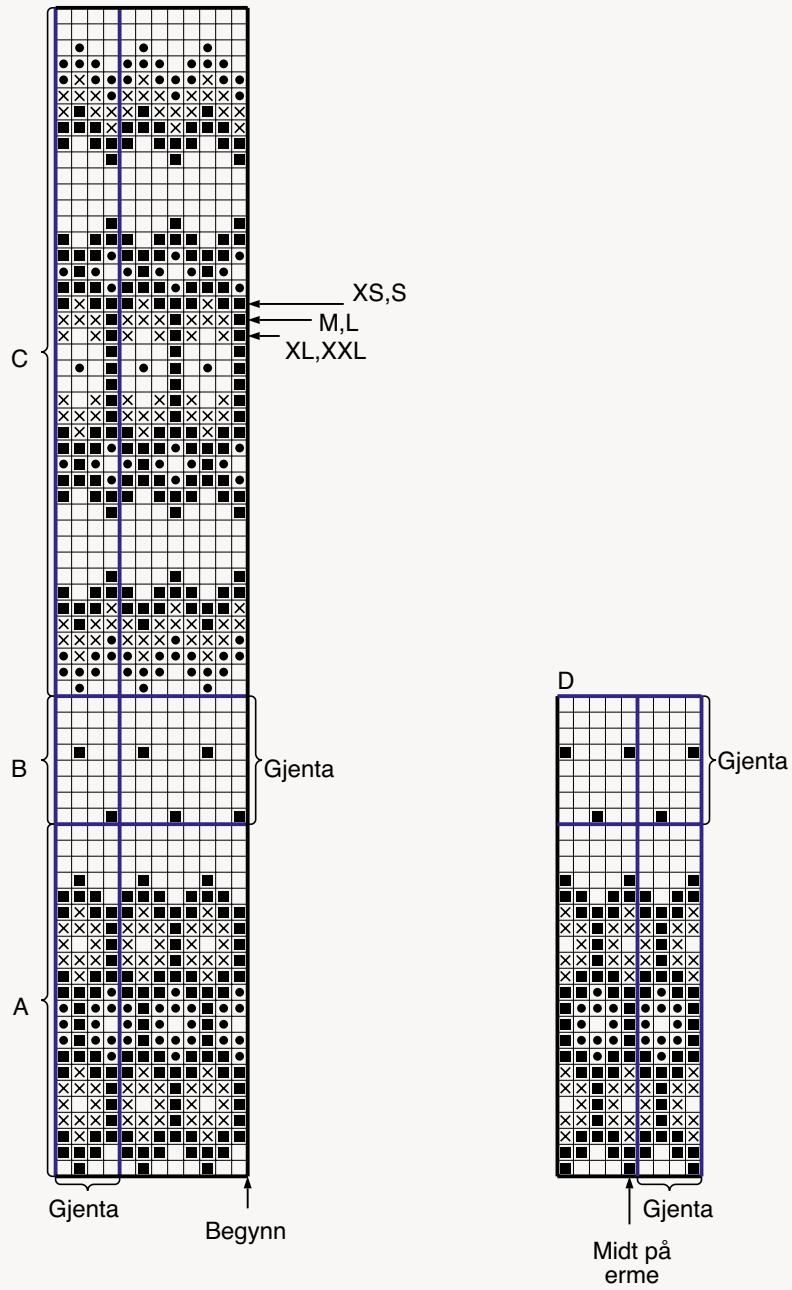 XS,S
M,L
XL,XXL
C
D
B
Gjenta
Gjenta
A
Gjenta
Begynn
Gjenta
Midt på
erme